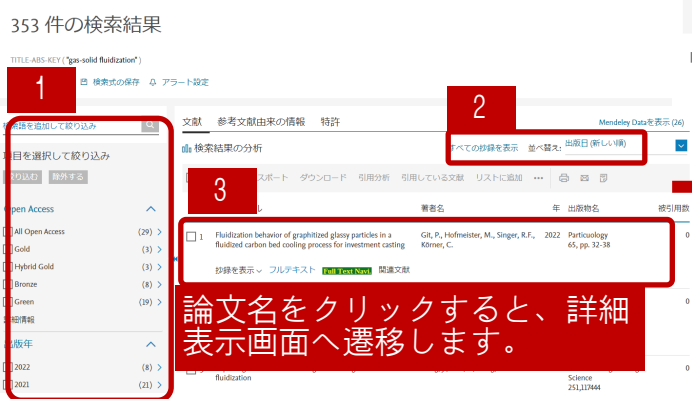 353 件の検索結果
TITLE-ABS-KEY ( "gas-solid fluidization" )
1
検索式の保存 アラート設定
2
文献 参考文献由来の情報 特許
Mendeley Dataを表示 (26)
検索語を追加して絞り込み
検索結果の分析
すべての抄録を表示 並べ替え: 出版日 (新しい順)
項目を選択して絞り込み
絞り込む 除外する
3
スポート ダウンロード 引用分析 引用している文献 リストに追加 •••
Open Access
ル 著者名 年 出版物名 被引用数
All Open Access (29) >
Gold (3) >
Hybrid Gold (3) >
Bronze (8) >
Green (19) >
詳細情報
1 Fluidization behavior of graphitized glassy particles in a Git, P., Hofmeister, M., Singer, R.F., 2022 Particuology 0
fluidized carbon bed cooling process for investment casting Körner, C. 65, pp. 32-38
抄録を表示 フルテキスト Full Text Navi. 関連文献
論文名をクリックすると、詳細
表示画面へ遷移します。
0
出版年
2022 (8) >
2021 (21) >
0
fluidization Science
251,117444